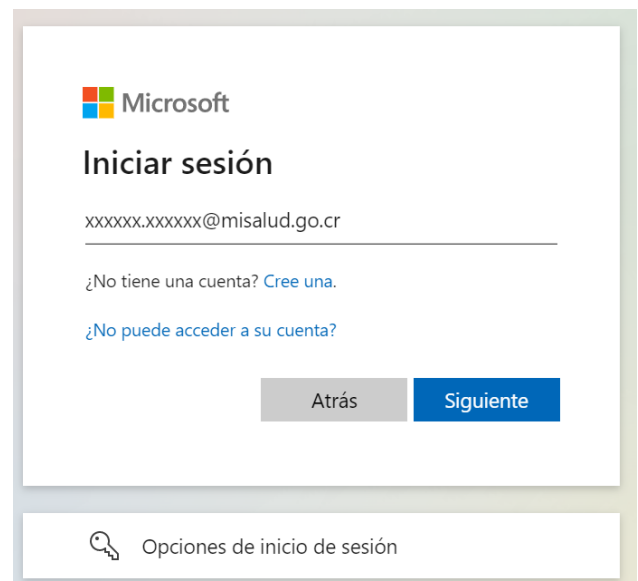 Microsoft
Iniciar sesión
xxxxxx.xxxxxx@misalud.go.cr
¿No tiene una cuenta? Cree una.
¿No puede acceder a su cuenta?
Atrás Siguiente
Opciones de inicio de sesión